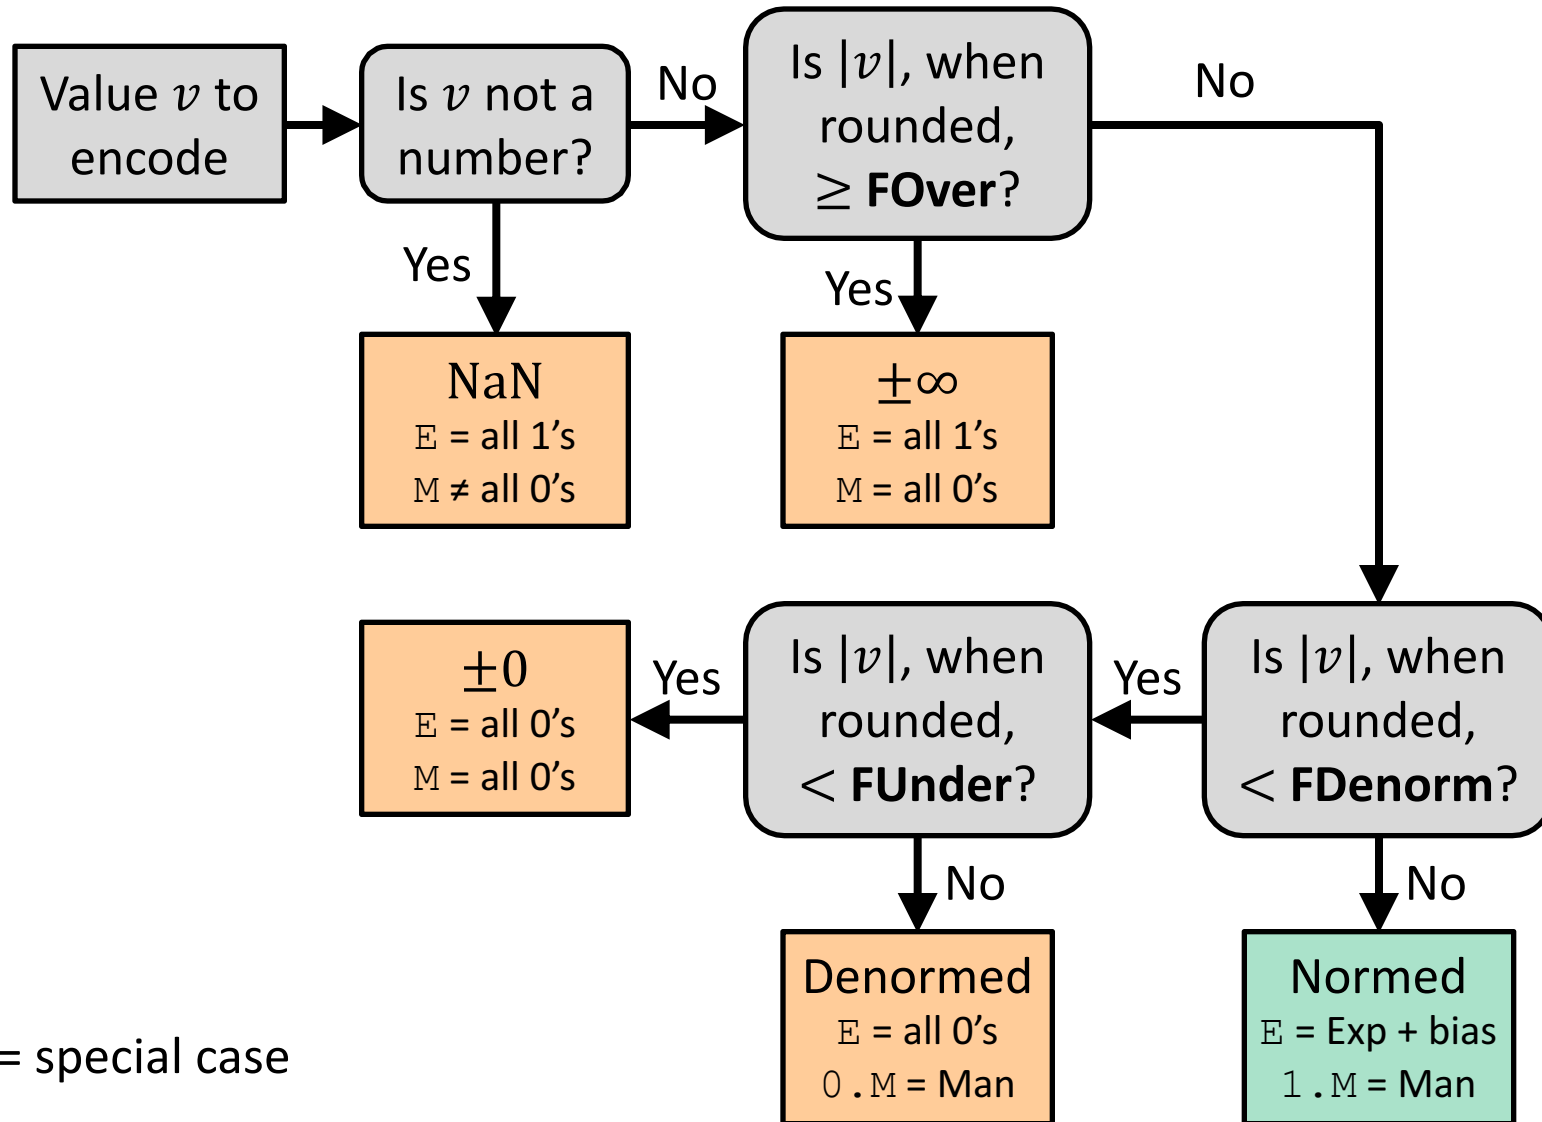 Value v to
encode
Is v not a
number?
No
Is |v|, when
rounded,
≥ FOver?
No
Yes
Yes
NaN
E = all 1's
M ≠ all 0's
±∞
E = all 1's
M = all 0's
±0
E = all 0's
M = all 0's
Yes
Is |v|, when
rounded,
< FUnder?
Yes
Is |v|, when
rounded,
< FDenorm?
No
No
Denormed
E = all 0's
0.M = Man
Normed
E = Exp + bias
1.M = Man
= special case